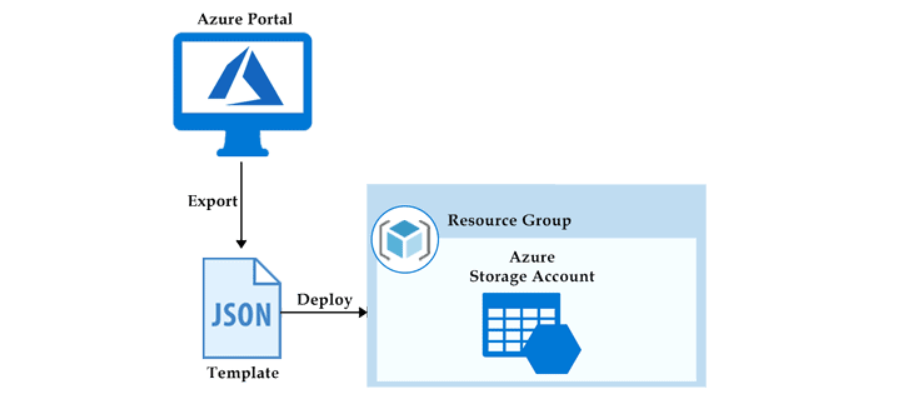 Azure Portal
Export
Resource Group
Azure
Storage Account
Deploy
JSON
Template